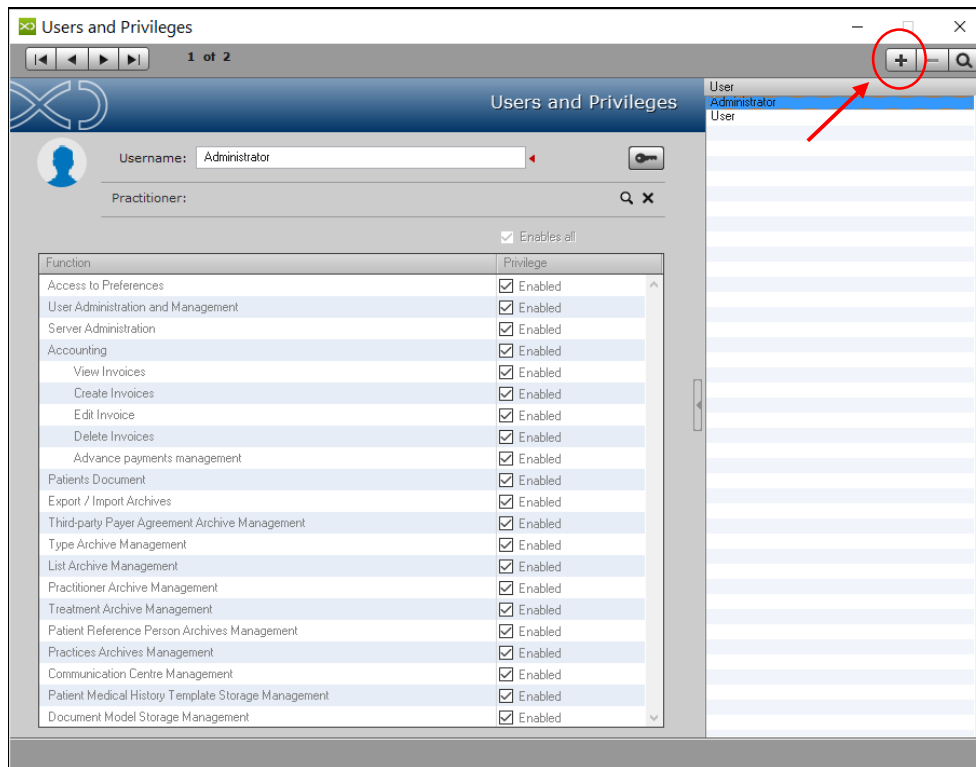 Users and Privileges
1 of 2
Users and Privileges
Username: Administrator
Practitioner:
Enables all
Function Privilege
Access to Preferences Enabled
User Administration and Management Enabled
Server Administration Enabled
Accounting Enabled
View Invoices Enabled
Create Invoices Enabled
Edit Invoice Enabled
Delete Invoices Enabled
Advance payments management Enabled
Patients Document Enabled
Export / Import Archives Enabled
Third-party Payer Agreement Archive Management Enabled
Type Archive Management Enabled
List Archive Management Enabled
Practitioner Archive Management Enabled
Treatment Archive Management Enabled
Patient Reference Person Archives Management Enabled
Practices Archives Management Enabled
Communication Centre Management Enabled
Patient Medical History Template Storage Management Enabled
Document Model Storage Management Enabled
User
Administrator
User